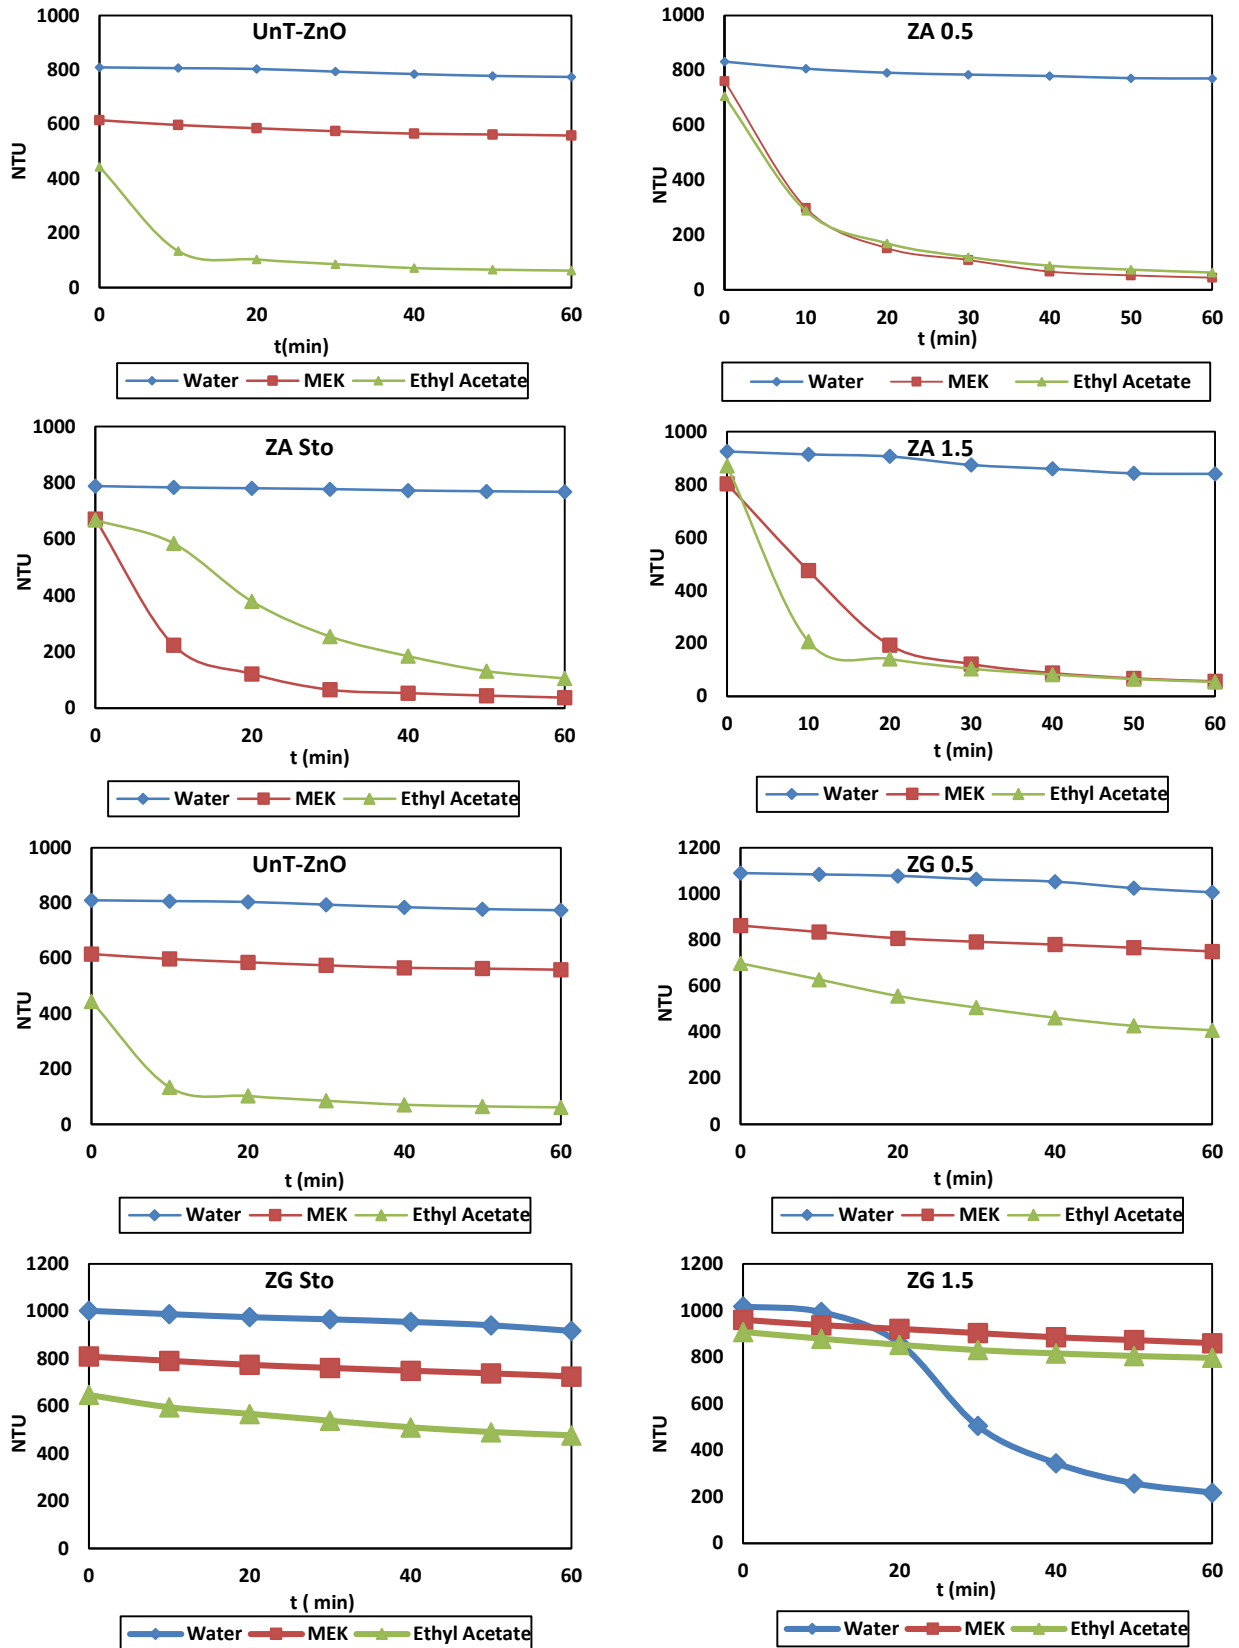 UnT-ZnO
1000
800
600
400
200
0
NTU
0 20 40 60
t(min)
Water MEK Ethyl Acetate
ZA 0.5
1000
800
600
400
200
0
NTU
0 10 20 30 40 50 60
t (min)
Water MEK Ethyl Acetate
ZA Sto
1000
800
600
400
200
0
NTU
0 20 40 60
t (min)
Water MEK Ethyl Acetate
ZA 1.5
1000
800
600
400
200
0
NTU
0 10 20 30 40 50 60
t (min)
Water MEK Ethyl Acetate
UnT-ZnO
1000
800
600
400
200
0
NTU
0 20 40 60
t (min)
Water MEK Ethyl Acetate
ZG 0.5
1200
1000
800
600
400
200
0
NTU
0 20 40 60
t (min)
Water MEK Ethyl Acetate
ZG Sto
1200
1000
800
600
400
200
0
NTU
0 20 40 60
t ( min)
Water MEK Ethyl Acetate
ZG 1.5
1200
1000
800
600
400
200
0
NTU
0 20 40 60
t (min)
Water MEK Ethyl Acetate